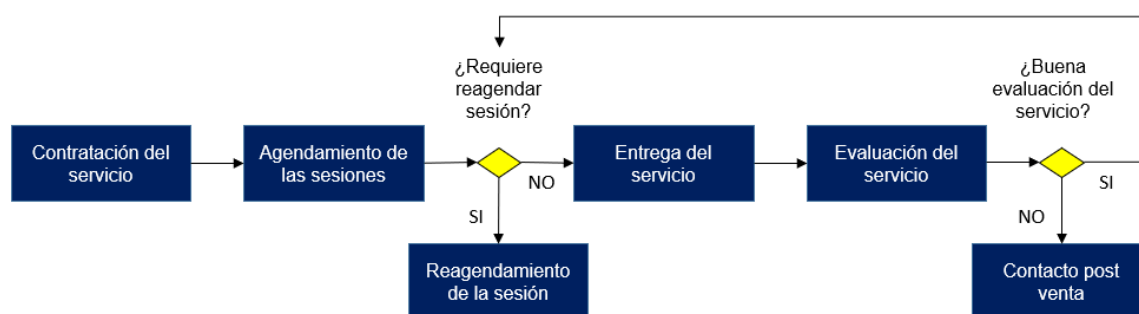 ¿Requiere
reagendar
sesión?
¿Buena
evaluación del
servicio?
Contratación del
servicio
Agendamiento de
las sesiones
NO
Entrega del
servicio
Evaluación del
servicio
SI
SI
NO
Reagendamiento
de la sesión
Contacto post
venta